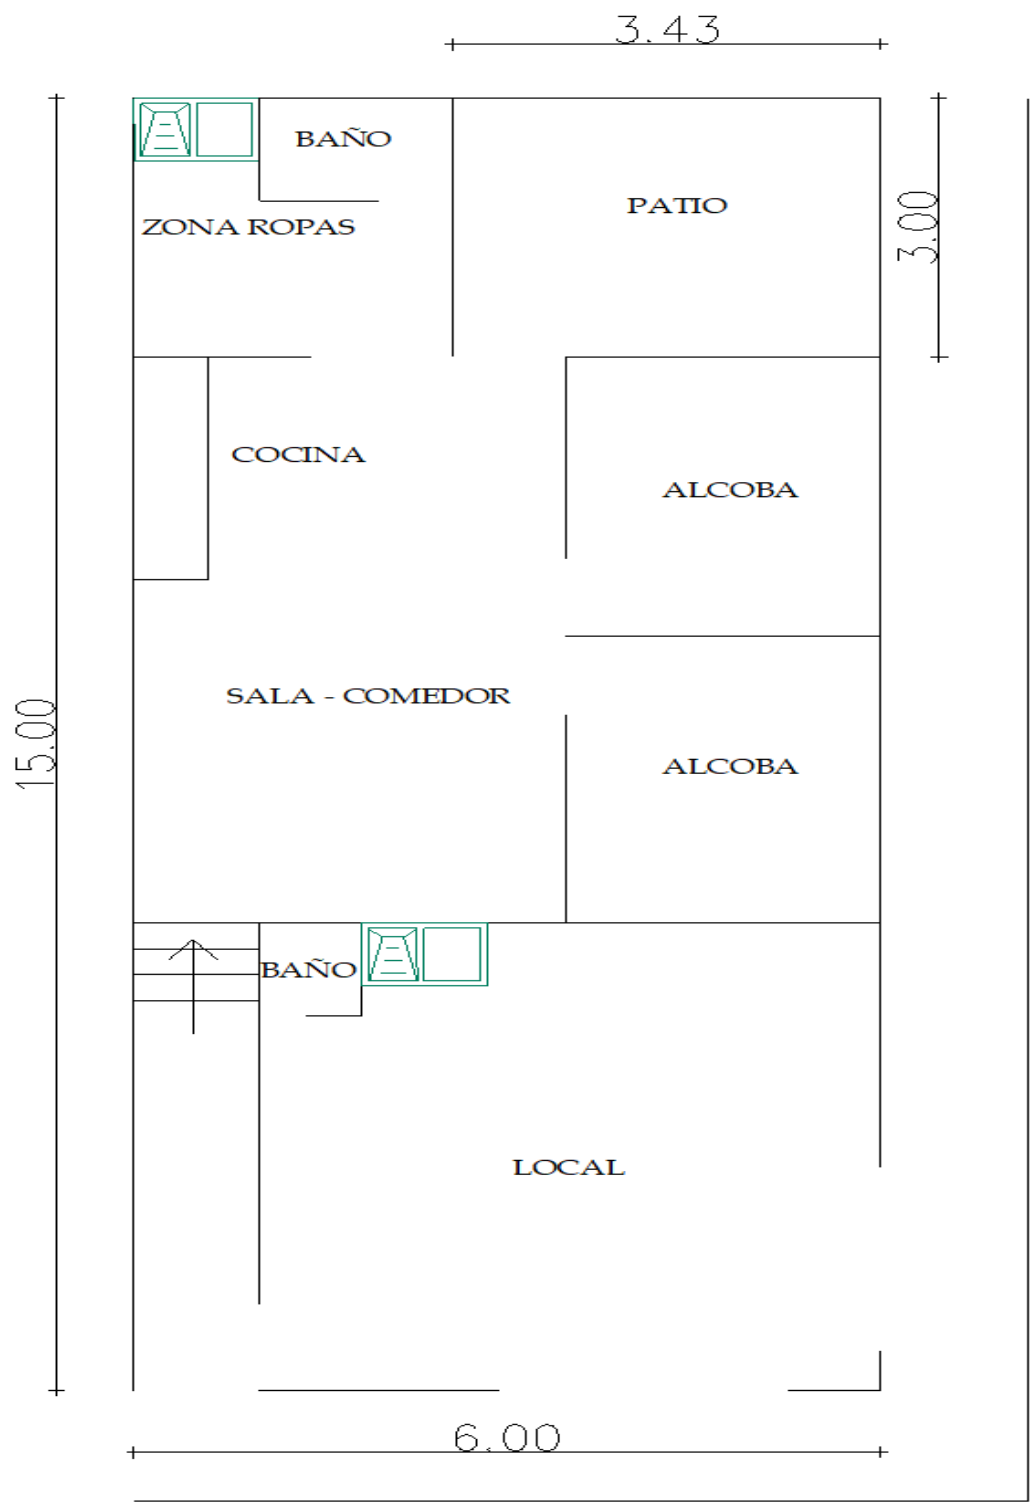 3.43
BAÑO
PATIO
3.00
ZONA ROPAS
COCINA
ALCOBA
SALA - COMEDOR
15.00
ALCOBA
BAÑO
LOCAL
6.00